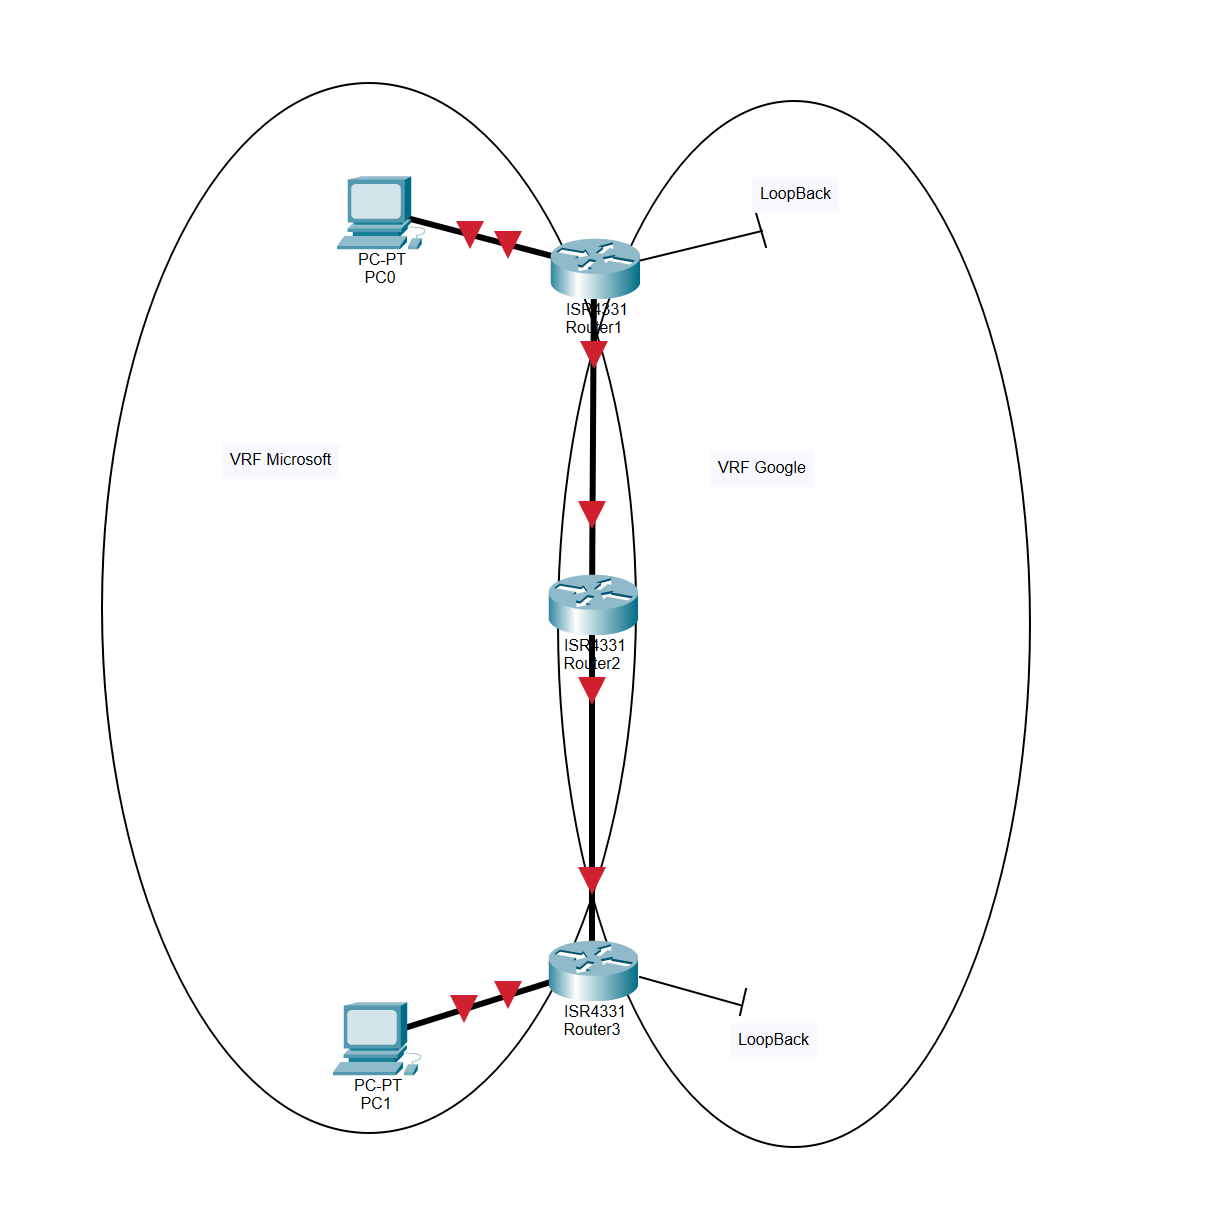 LoopBack
PC-PT
PC0
ISR4331
Router1
VRF Microsoft
VRF Google
ISR4331
Router2
ISR4331
Router3
LoopBack
PC-PT
PC1